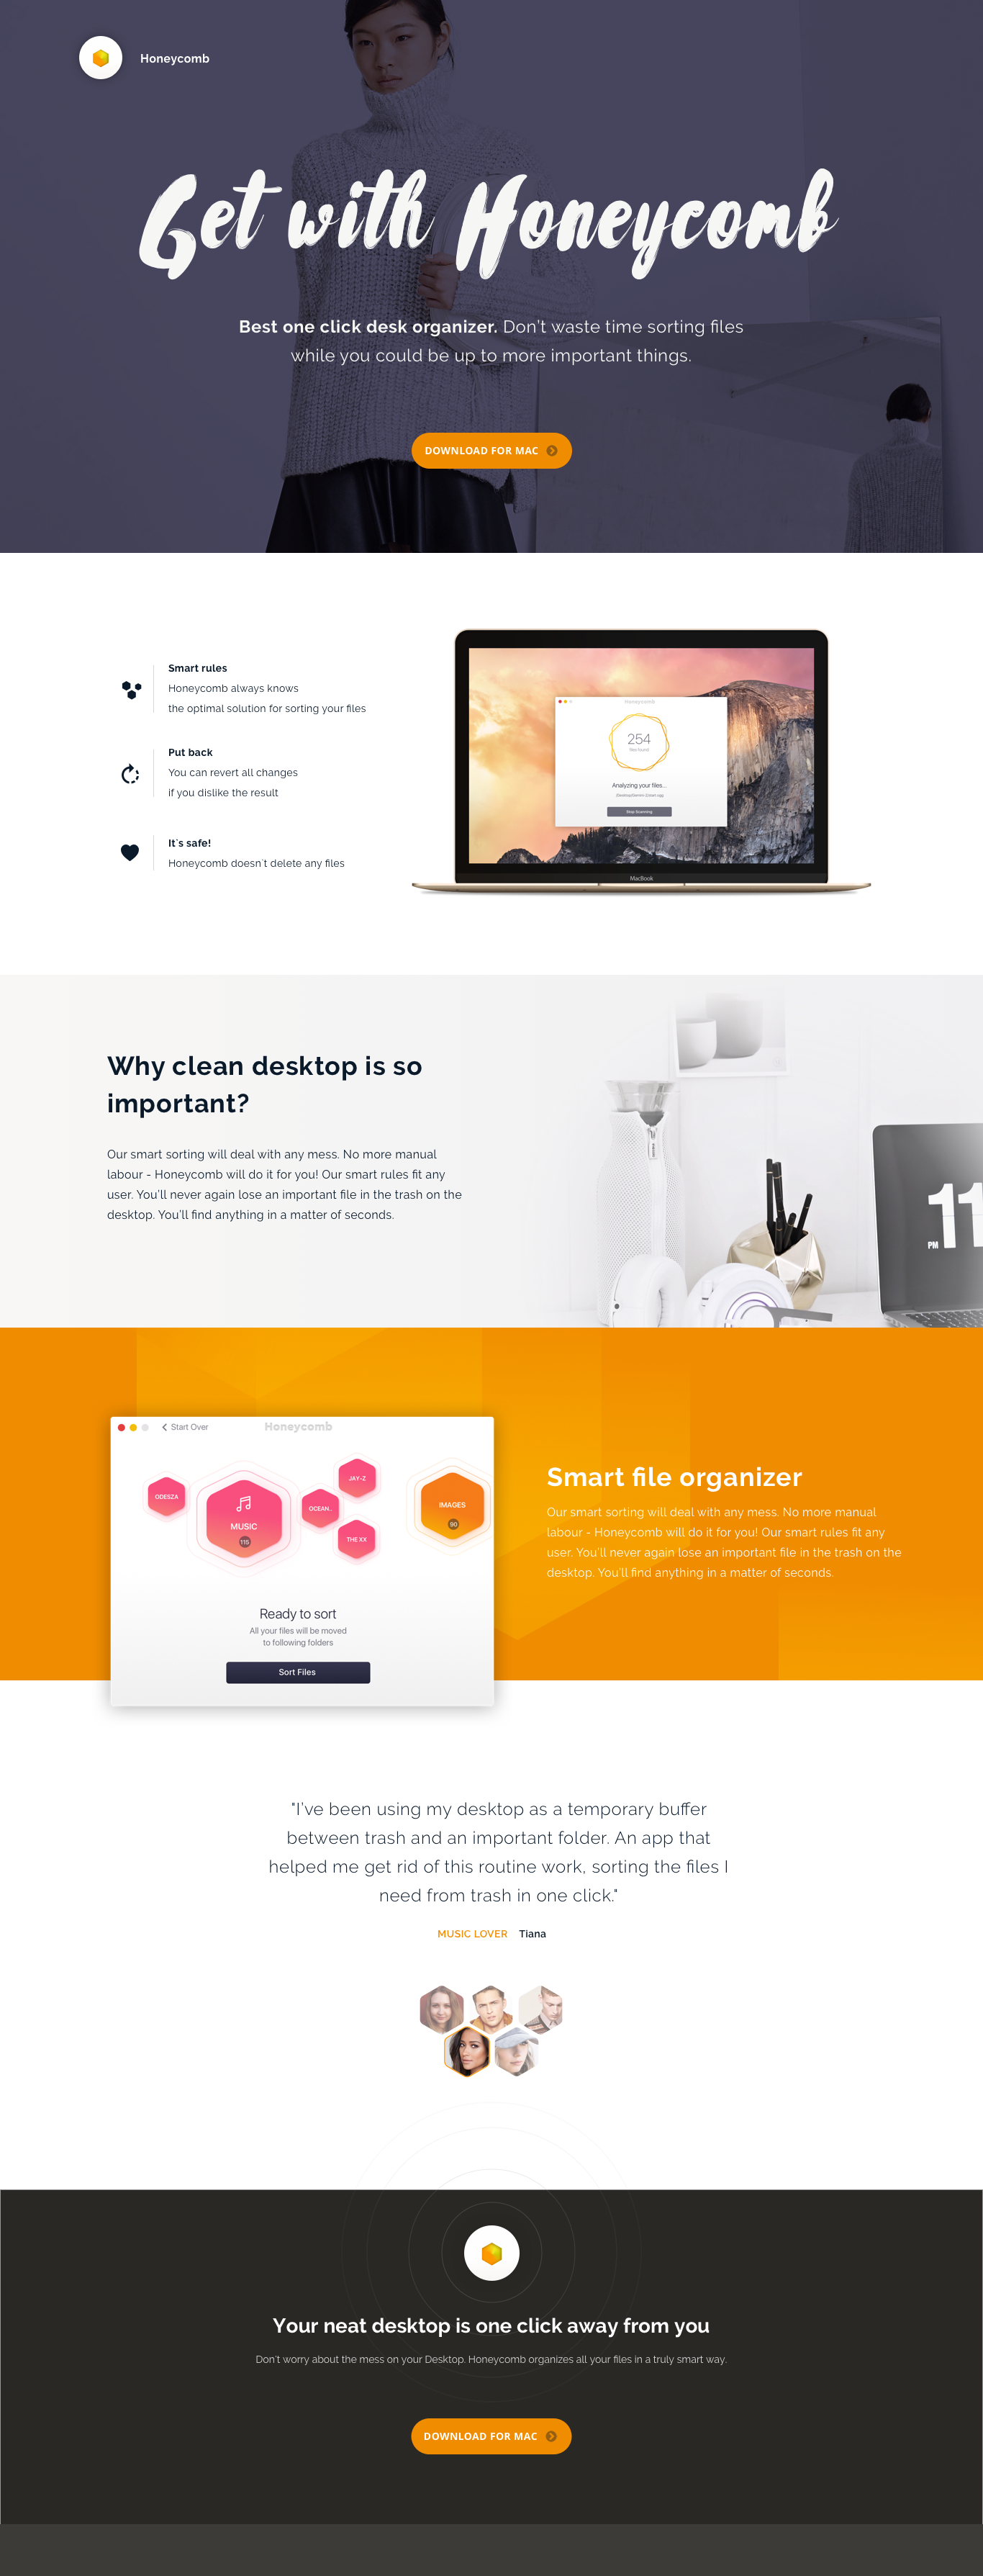 Honeycomb
Get with Honeycomb
Best one click desk organizer. Don't waste time sorting files
while you could be up to more important things.
DOWNLOAD FOR MAC
Smart rules
Honeycomb always knows
the optimal solution for sorting your files
Put back
You can revert all changes
if you dislike the result
It`s safe!
Honeycomb doesn`t delete any files
Honeycomb
254
files found
Analyzing your files...
Stop Scanning
MacBook
Why clean desktop is so
important?
Our smart sorting will deal with any mess. No more manual
labour - Honeycomb will do it for you! Our smart rules fit any
user. You'll never again lose an important file in the trash on the
desktop. You'll find anything in a matter of seconds.
11
PM
Start Over
Honeycomb
ODESZA
MUSIC
115
OCEAN..
JAY-Z
THE XX
IMAGES
90
Ready to sort
All your files will be moved
to following folders
Sort Files
Smart file organizer
Our smart sorting will deal with any mess. No more manual
labour - Honeycomb will do it for you! Our smart rules fit any
user. You'll never again lose an important file in the trash on the
desktop. You'll find anything in a matter of seconds.
"I've been using my desktop as a temporary buffer
between trash and an important folder. An app that
helped me get rid of this routine work, sorting the files I
need from trash in one click."
MUSIC LOVER Tiana
Your neat desktop is one click away from you
Don't worry about the mess on your Desktop. Honeycomb organizes all your files in a truly smart way.
DOWNLOAD FOR MAC